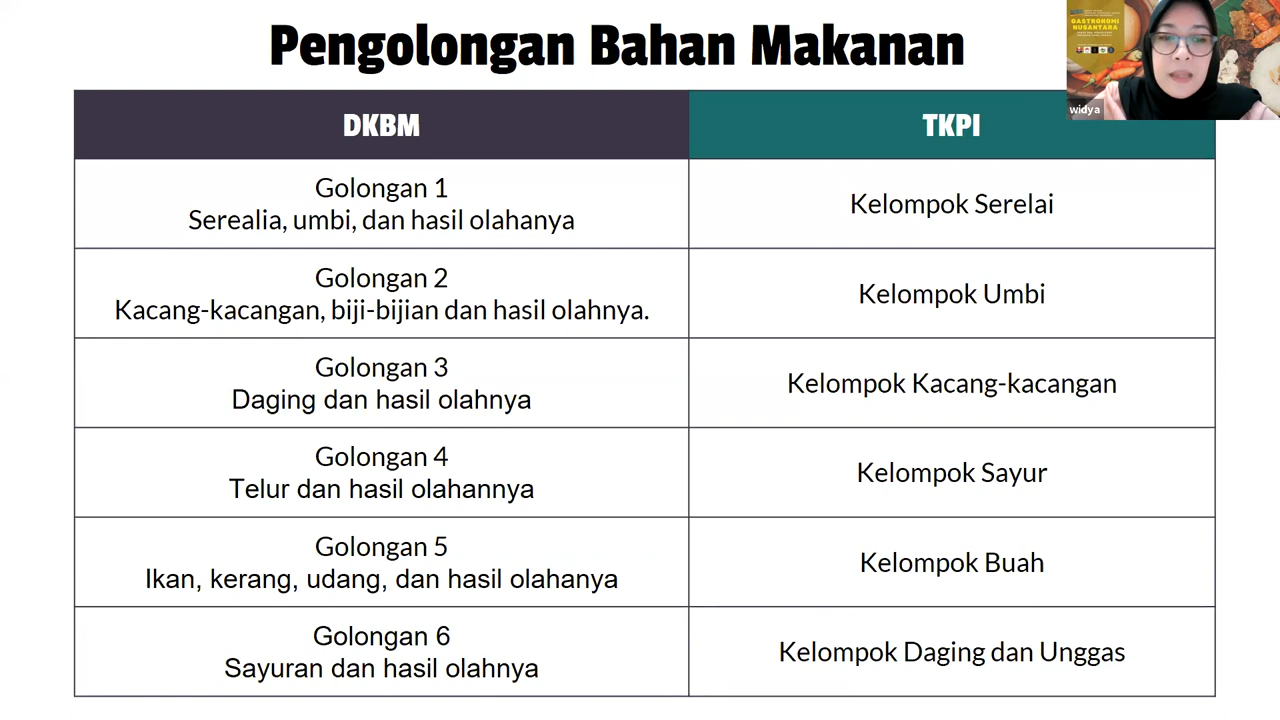 Pengolongan Bahan Makanan
GASTRONOMI
NUSANTARA
widya
DKBM
TKPI
Golongan 1
Serealia, umbi, dan hasil olahanya
Kelompok Serelai
Golongan 2
Kacang-kacangan, biji-bijian dan hasil olahnya.
Kelompok Umbi
Golongan 3
Daging dan hasil olahnya
Kelompok Kacang-kacangan
Golongan 4
Telur dan hasil olahannya
Kelompok Sayur
Golongan 5
Ikan, kerang, udang, dan hasil olahanya
Kelompok Buah
Golongan 6
Sayuran dan hasil olahnya
Kelompok Daging dan Unggas